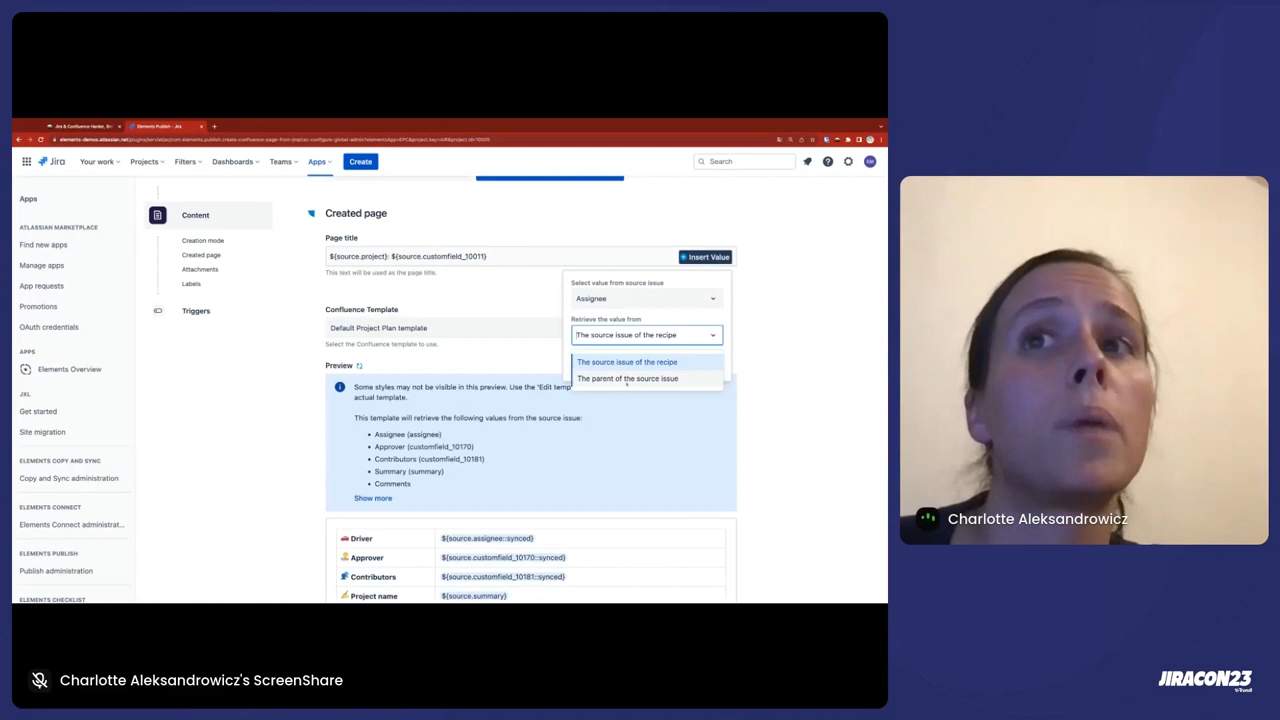 Jira & Confluence Harder, Be
Elements Publish – Jira
Jira
Your work
Projects
Filters
Dashboards
Teams
Apps
Create
Search
Apps
ATLASSIAN MARKETPLACE
Find new apps
Manage apps
App requests
Promotions
OAuth credentials
APPS
Elements Overview
JXL
Get started
Site migration
ELEMENTS COPY AND SYNC
Copy and Sync administration
ELEMENTS CONNECT
Elements Connect administrat...
ELEMENTS PUBLISH
Publish administration
ELEMENTS CHECKLIST
Content
Creation mode
Created page
Attachments
Labels
Triggers
Created page
Page title
${source.project}: ${source.customfield_10011}
Insert Value
This text will be used as the page title.
Select value from source issue
Assignee
Retrieve the value from
The source issue of the recipe
The source issue of the recipe
The parent of the source issue
Confluence Template
Default Project Plan template
Select the Confluence template to use.
Preview
Some styles may not be visible in this preview. Use the 'Edit temp
actual template.
This template will retrieve the following values from the source issue:
• Assignee (assignee)
• Approver (customfield_10170)
• Contributors (customfield_10181)
• Summary (summary)
• Comments
Show more
Driver ${source.assignee::synced}
Approver ${source.customfield_10170::synced}
Contributors ${source.customfield_10181::synced}
Project name ${source.summary}
Charlotte Aleksandrowicz's ScreenShare
Charlotte Aleksandrowicz
JIRACON23